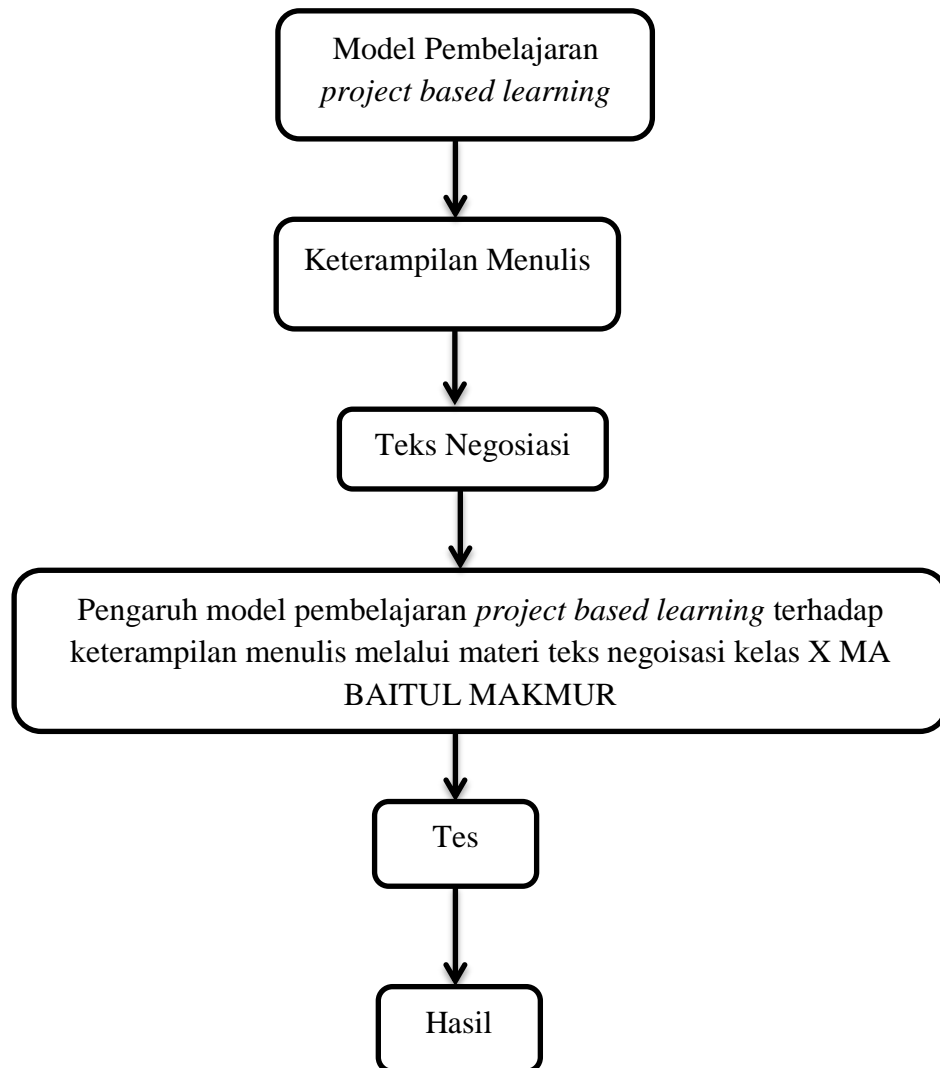 Model Pembelajaran
project based learning
Keterampilan Menulis
Teks Negosiasi
Pengaruh model pembelajaran project based learning terhadap
keterampilan menulis melalui materi teks negoisasi kelas X MA
BAITUL MAKMUR
Tes
Hasil